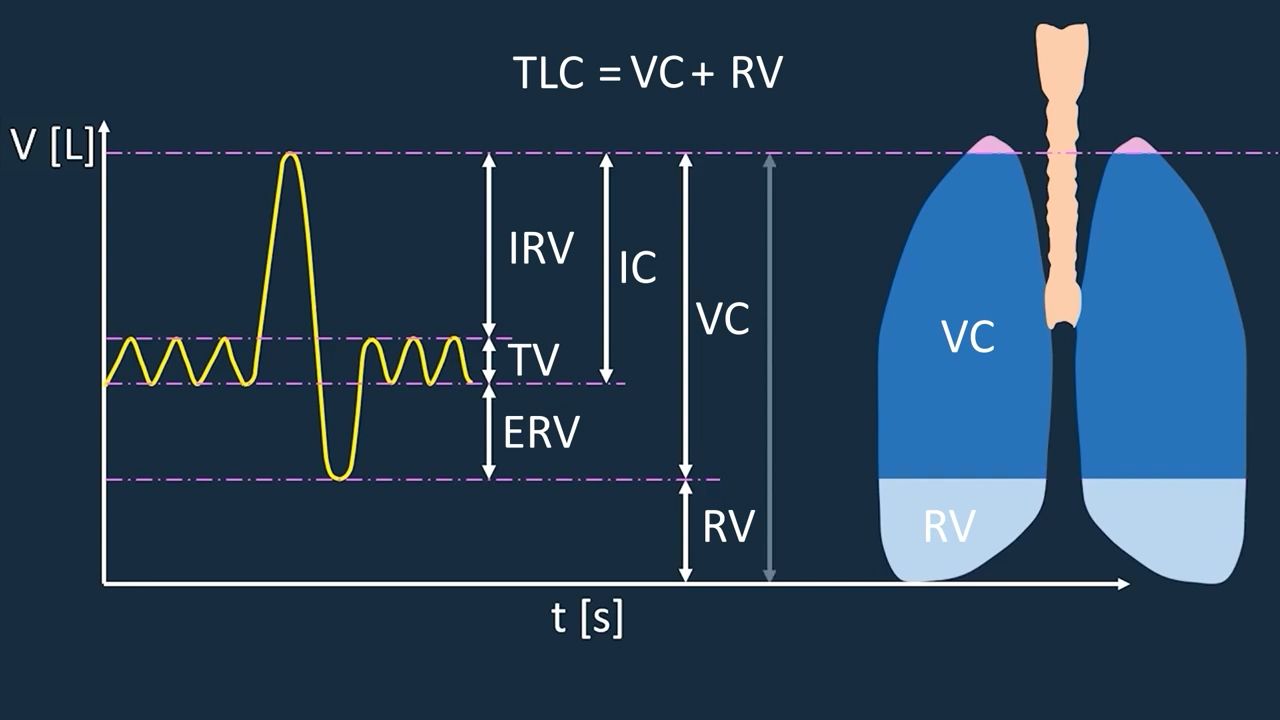 TLC = VC + RV
V [L]
IRV
IC
VC
TV
ERV
RV
t [s]
VC
RV